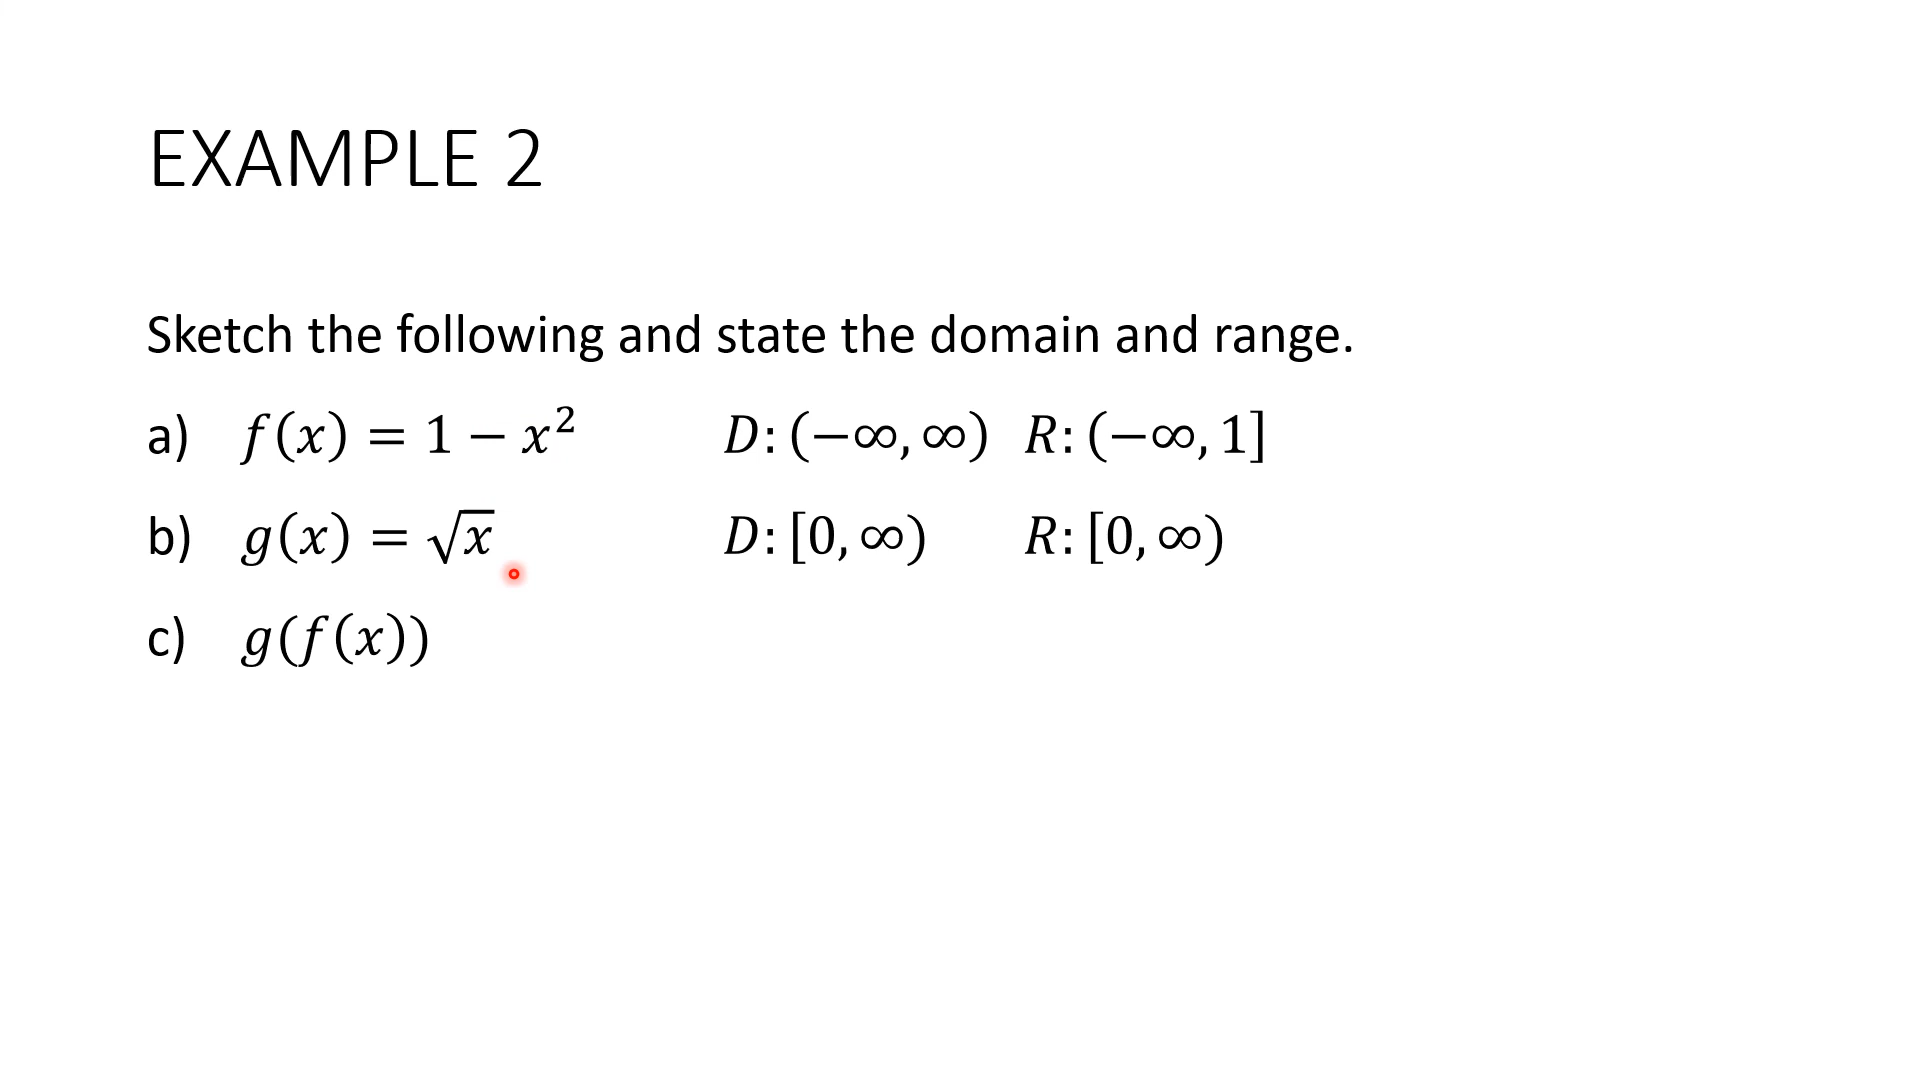 EXAMPLE 2
Sketch the following and state the domain and range.
a) f(x) = 1 − x² D: (−∞, ∞) R: (−∞, 1]
b) g(x) = √x D: [0, ∞) R: [0, ∞)
c) g(f(x))